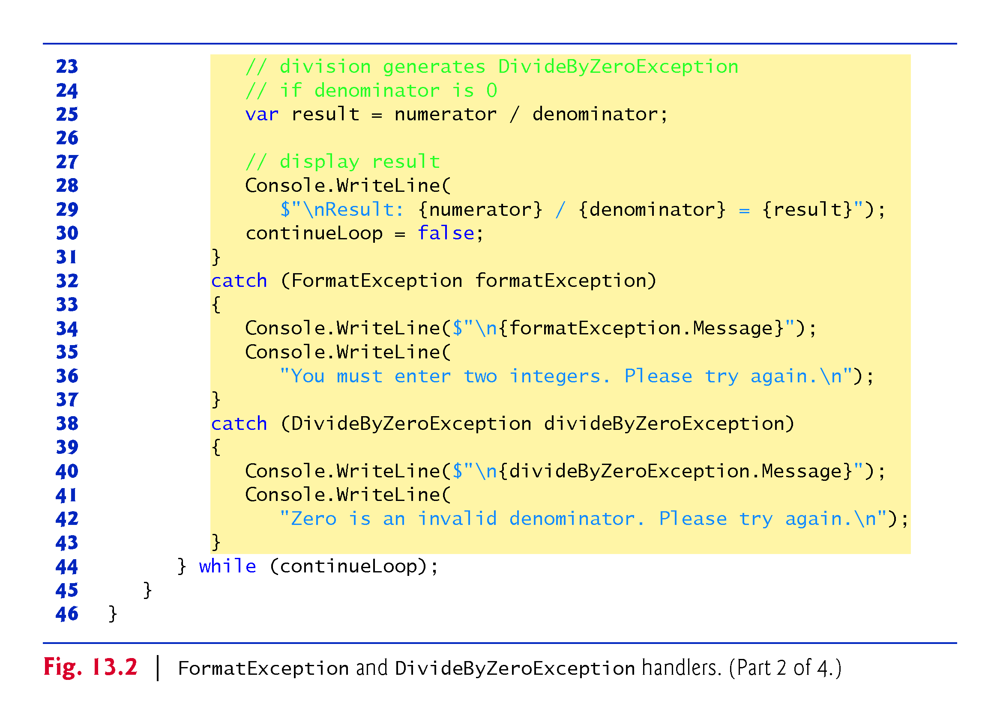 23 // division generates DivideByZeroException
24 // if denominator is 0
25 var result = numerator / denominator;
26
27 // display result
28 Console.WriteLine(
29 $"\nResult: {numerator} / {denominator} = {result}");
30 continueLoop = false;
31 }
32 catch (FormatException formatException)
33 {
34 Console.WriteLine($"\n{formatException.Message}");
35 Console.WriteLine(
36 "You must enter two integers. Please try again.\n");
37 }
38 catch (DivideByZeroException divideByZeroException)
39 {
40 Console.WriteLine($"\n{divideByZeroException.Message}");
41 Console.WriteLine(
42 "Zero is an invalid denominator. Please try again.\n");
43 }
44 } while (continueLoop);
45 }
46 }
Fig. 13.2 | FormatException and DivideByZeroException handlers. (Part 2 of 4.)